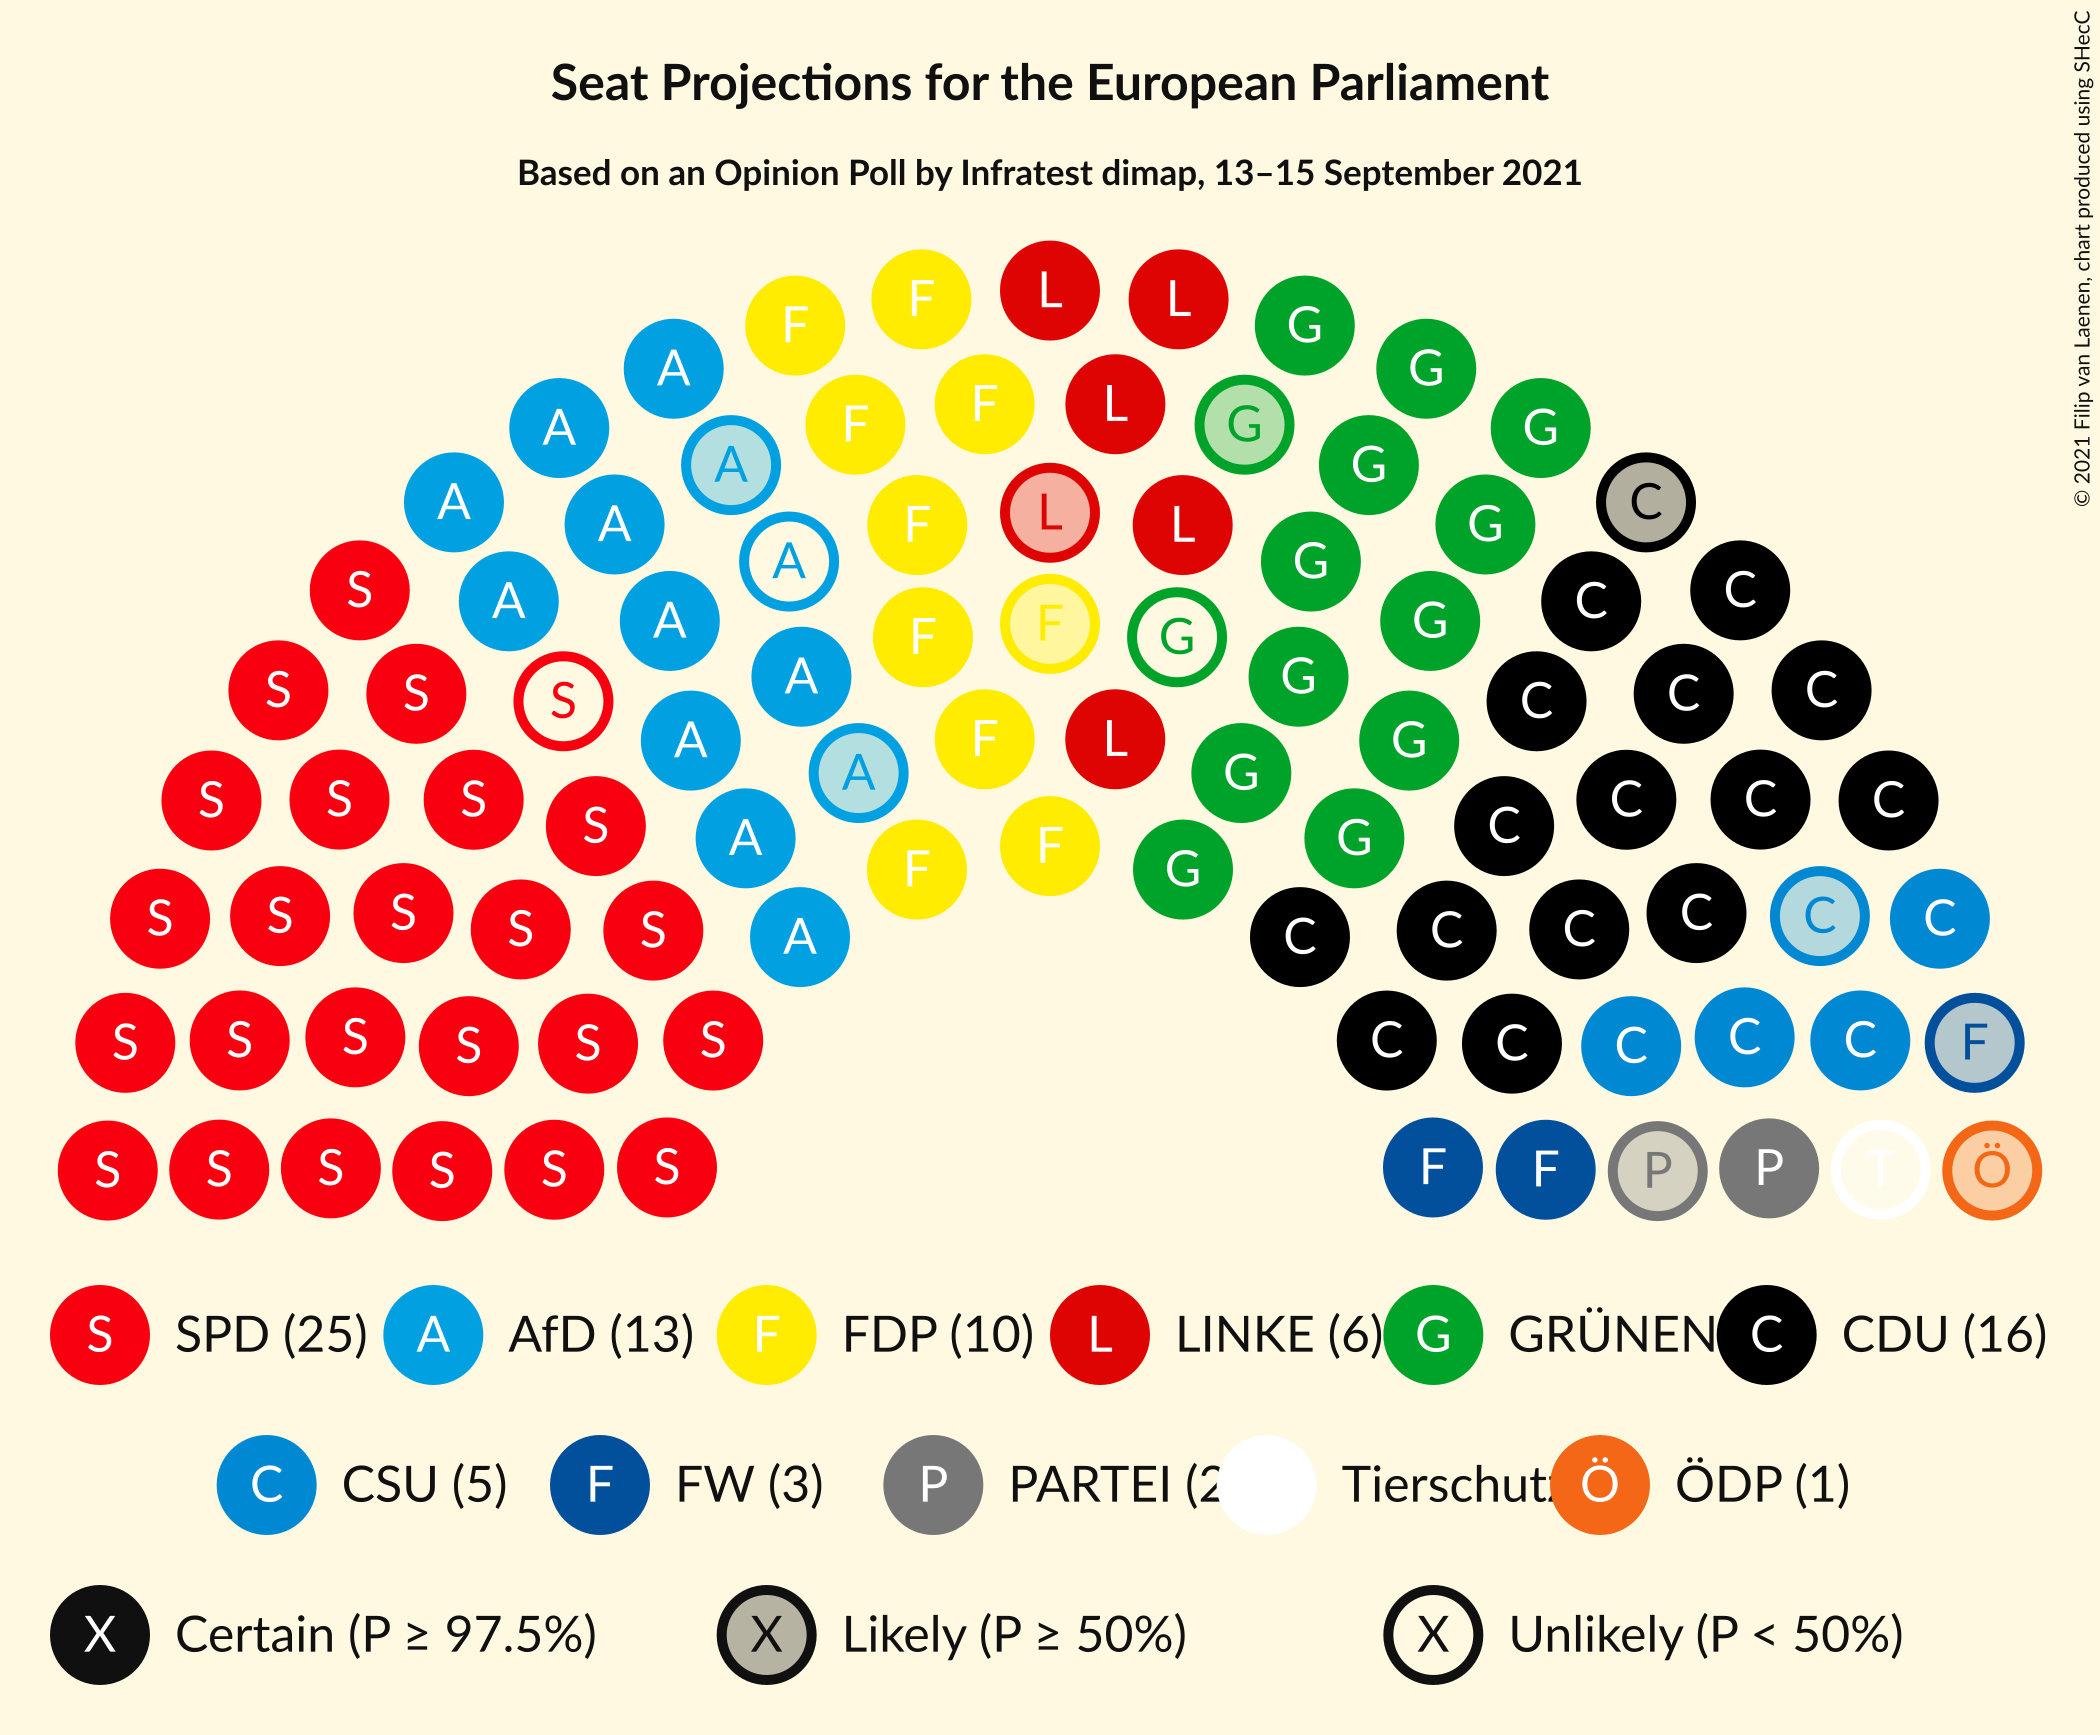 Seat Projections for the European Parliament
Based on an Opinion Poll by Infratest dimap, 13–15 September 2021
© 2021 Filip van Laenen, chart produced using SHecC
L
F F L L G
F G
A G
F L
A F G G
A G
A A L G
A F L C
A G
A A F G
S A C C
A F G
S A A G C
S S C C
S A F L G C
A G
A G
S S S C C C
S C
A G
F F G
S S S C C C
S S A C C C
S S S S S S C C C C C F
S S S S S S F F P P T Ö
S SPD (25) A AfD (13) F FDP (10) L LINKE (6) G GRÜNEN C CDU (16)
C CSU (5) F FW (3) P PARTEI (2 Tierschutz Ö ÖDP (1)
X Certain (P ≥ 97.5%) X Likely (P ≥ 50%) X Unlikely (P < 50%)